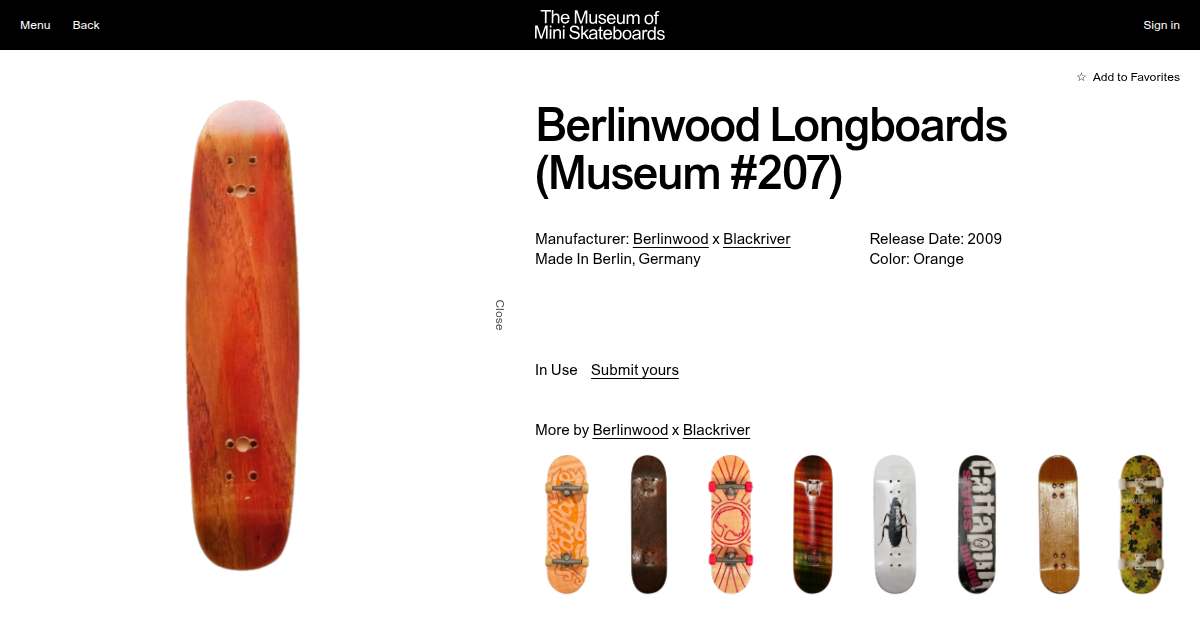 Menu
Back
The Museum of
Mini Skateboards
Sign in
☆ Add to Favorites
Berlinwood Longboards
(Museum #207)
Manufacturer: Berlinwood x Blackriver
Made In Berlin, Germany
Release Date: 2009
Color: Orange
Close
In Use
Submit yours
More by Berlinwood x Blackriver
catapult